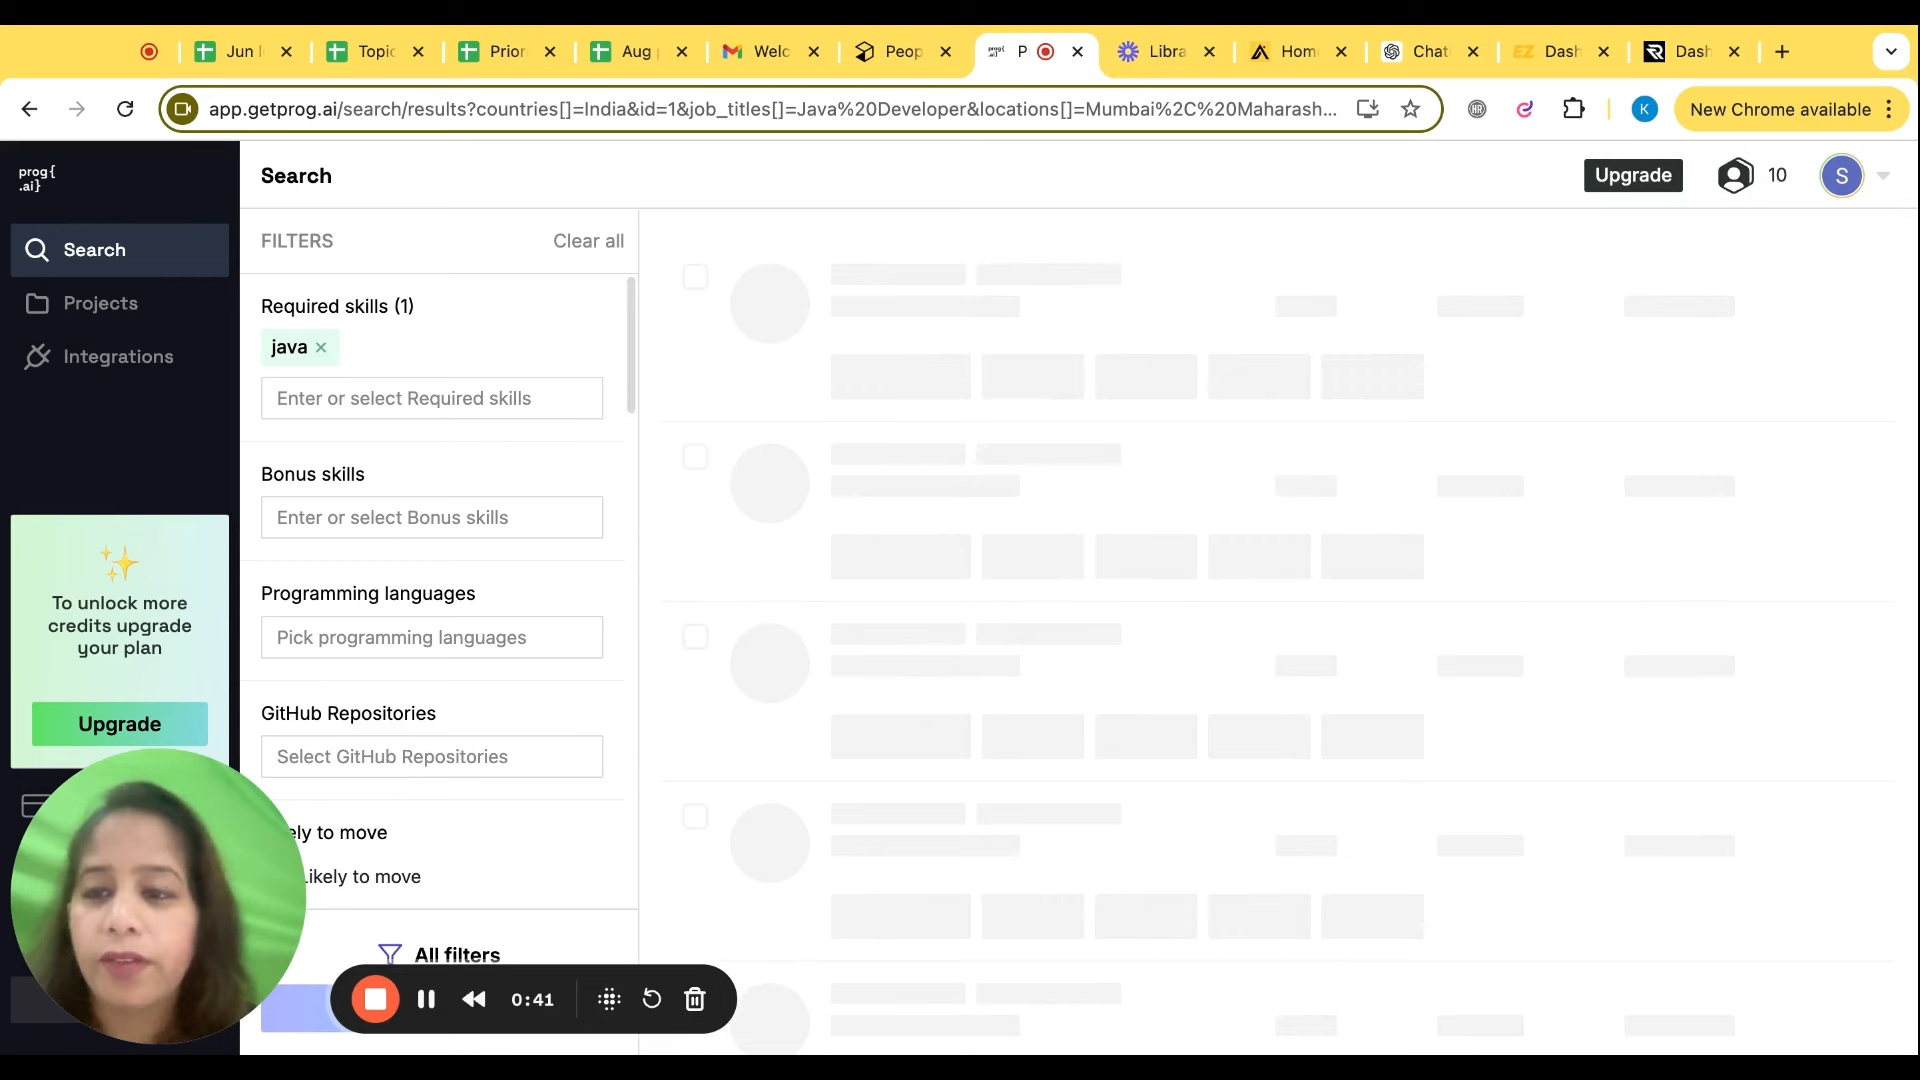 Jun
Topic
Prior
Aug
Welc
Peop
P
Libra
Hom
Chat
EZ
Dash
Dash
app.getprog.ai/search/results?countries[]=India&id=1&job_titles[]=Java%20Developer&locations[]=Mumbai%2C%20Maharash...
HR
K
New Chrome available
prog{
.ai}
Search
Upgrade
10
S
Search
Projects
Integrations
FILTERS
Clear all
Required skills (1)
java
Enter or select Required skills
Bonus skills
Enter or select Bonus skills
Programming languages
Pick programming languages
GitHub Repositories
Select GitHub Repositories
ely to move
ikely to move
All filters
To unlock more
credits upgrade
your plan
Upgrade
0:41